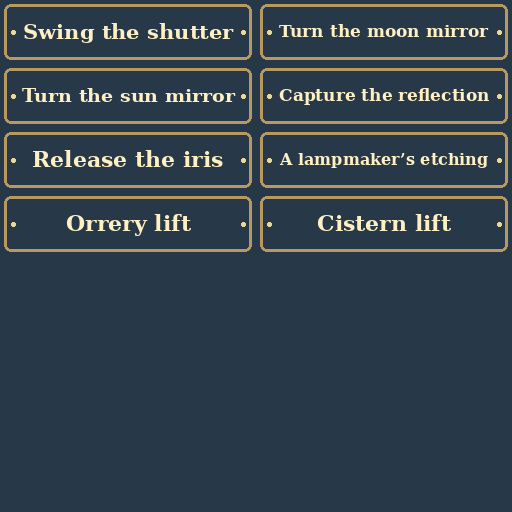 Swing the shutter
Turn the moon mirror
Turn the sun mirror
Capture the reflection
Release the iris
A lampmaker’s etching
Orrery lift
Cistern lift